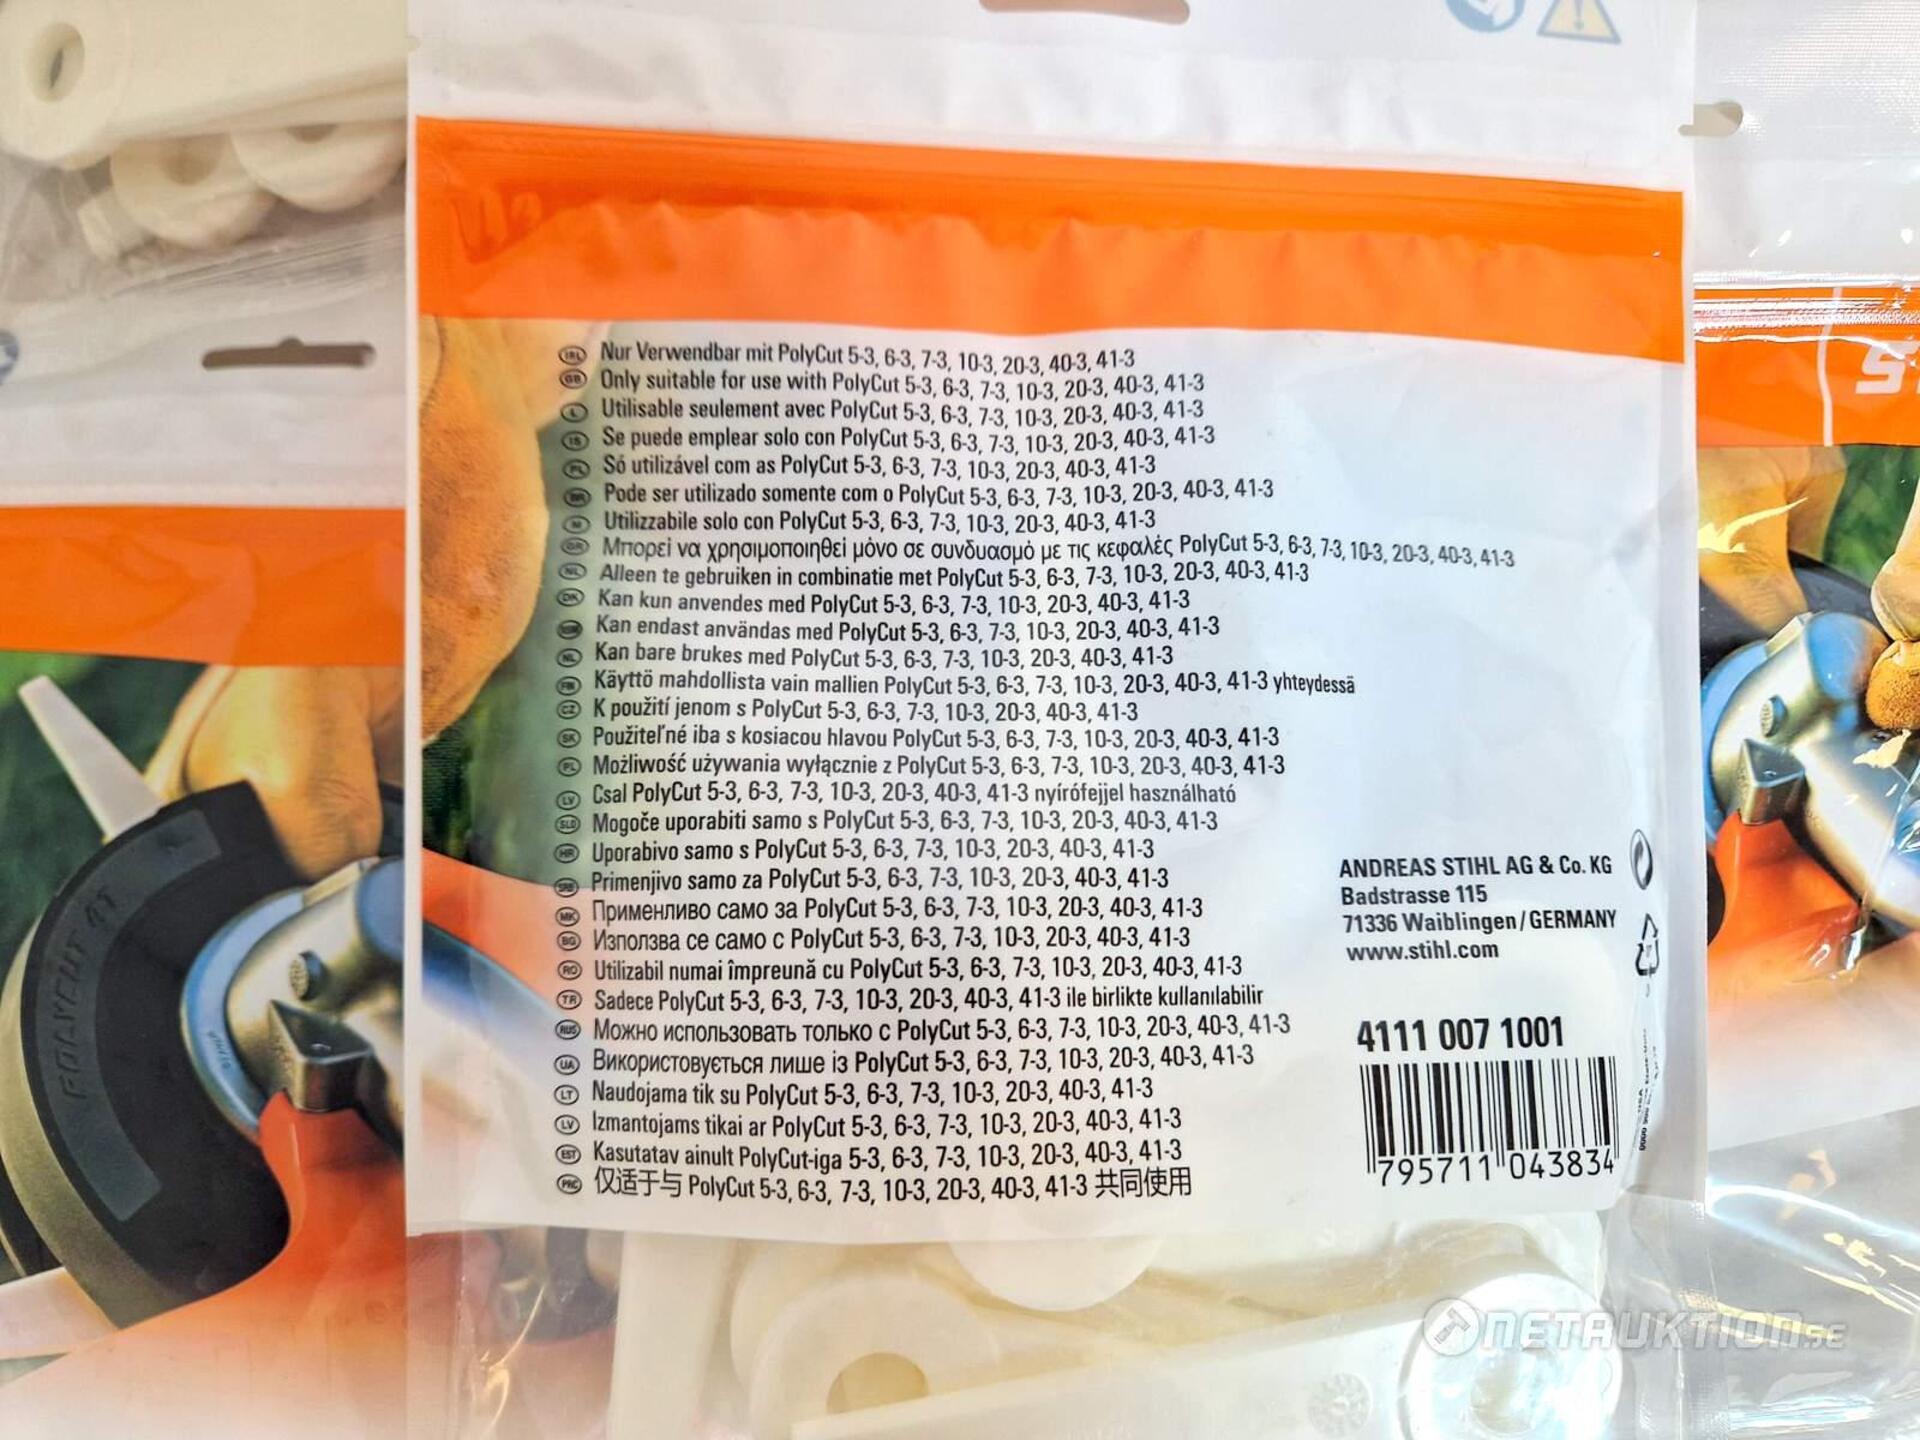 Nur Verwendbar mit PolyCut 5-3, 6-3, 7-3, 10-3, 20-3, 40-3, 41-3
GB Only suitable for use with PolyCut 5-3, 6-3, 7-3, 10-3, 20-3, 40-3, 41-3
Utilisable seulement avec PolyCut 5-3, 6-3, 7-3, 10-3, 20-3, 40-3, 41-3
Se puede emplear solo con PolyCut 5-3, 6-3, 7-3, 10-3, 20-3, 40-3, 41-3
Só utilizável com as PolyCut 5-3, 6-3, 7-3, 10-3, 20-3, 40-3, 41-3
BR Pode ser utilizado somente com o PolyCut 5-3, 6-3, 7-3, 10-3, 20-3, 40-3, 41-3
Utilizzabile solo con PolyCut 5-3, 6-3, 7-3, 10-3, 20-3, 40-3, 41-3
GR Μπορεί να χρησιμοποιηθεί μόνο σε συνδυασμό με τις κεφαλές PolyCut 5-3, 6-3, 7-3, 10-3, 20-3, 40-3, 41-3
NL Alleen te gebruiken in combinatie met PolyCut 5-3, 6-3, 7-3, 10-3, 20-3, 40-3, 41-3
DK Kan kun anvendes med PolyCut 5-3, 6-3, 7-3, 10-3, 20-3, 40-3, 41-3
Kan endast användas med PolyCut 5-3, 6-3, 7-3, 10-3, 20-3, 40-3, 41-3
Kan bare brukes med PolyCut 5-3, 6-3, 7-3, 10-3, 20-3, 40-3, 41-3
FIN Käyttö mahdollista vain mallien PolyCut 5-3, 6-3, 7-3, 10-3, 20-3, 40-3, 41-3 yhteydessä
CZ K použití jenom s PolyCut 5-3, 6-3, 7-3, 10-3, 20-3, 40-3, 41-3
SK Použiteľné iba s kosiacou hlavou PolyCut 5-3, 6-3, 7-3, 10-3, 20-3, 40-3, 41-3
PL Możliwość używania wyłącznie z PolyCut 5-3, 6-3, 7-3, 10-3, 20-3, 40-3, 41-3
Csal PolyCut 5-3, 6-3, 7-3, 10-3, 20-3, 40-3, 41-3 nyírófejjel használható
SLO Mogoče uporabiti samo s PolyCut 5-3, 6-3, 7-3, 10-3, 20-3, 40-3, 41-3
HR Uporabivo samo s PolyCut 5-3, 6-3, 7-3, 10-3, 20-3, 40-3, 41-3
SRB Primenjivo samo za PolyCut 5-3, 6-3, 7-3, 10-3, 20-3, 40-3, 41-3
MK Применливо само за PolyCut 5-3, 6-3, 7-3, 10-3, 20-3, 40-3, 41-3
BG Използва се само с PolyCut 5-3, 6-3, 7-3, 10-3, 20-3, 40-3, 41-3
RO Utilizabil numai împreună cu PolyCut 5-3, 6-3, 7-3, 10-3, 20-3, 40-3, 41-3
TR Sadece PolyCut 5-3, 6-3, 7-3, 10-3, 20-3, 40-3, 41-3 ile birlikte kullanılabilir
RUS Можно использовать только с PolyCut 5-3, 6-3, 7-3, 10-3, 20-3, 40-3, 41-3
UA Використовується лише із PolyCut 5-3, 6-3, 7-3, 10-3, 20-3, 40-3, 41-3
LT Naudojama tik su PolyCut 5-3, 6-3, 7-3, 10-3, 20-3, 40-3, 41-3
LV Izmantojams tikai ar PolyCut 5-3, 6-3, 7-3, 10-3, 20-3, 40-3, 41-3
EST Kasutatav ainult PolyCut-iga 5-3, 6-3, 7-3, 10-3, 20-3, 40-3, 41-3
PRC 仅适于与 PolyCut 5-3, 6-3, 7-3, 10-3, 20-3, 40-3, 41-3 共同使用
ANDREAS STIHL AG & Co. KG
Badstrasse 115
71336 Waiblingen/GERMANY
www.stihl.com
4111 007 1001
795711 043834
POLYCUT 41
NETAUKTION.SE